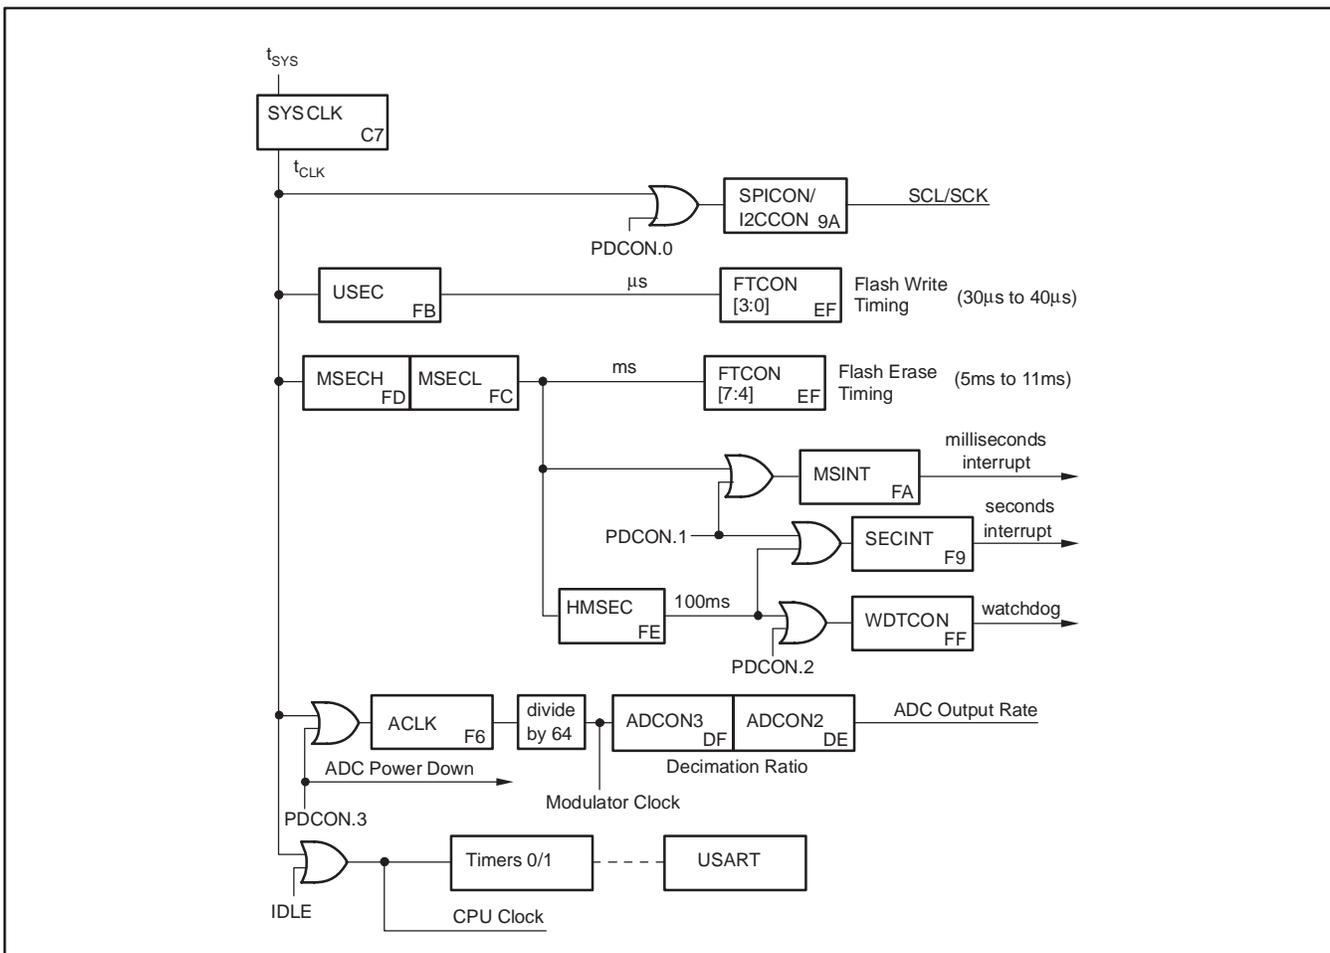 tSYS
SYS CLK
C7
tCLK
SPICON/
I2CCON 9A
SCL/SCK
PDCON.0
USEC
FB
μs
FTCON
[3:0] EF
Flash Write
Timing
(30μs to 40μs)
MSECH
FD
MSECL
FC
ms
FTCON
[7:4] EF
Flash Erase
Timing
(5ms to 11ms)
MSINT
FA
milliseconds
interrupt
PDCON.1
SECINT
F9
seconds
interrupt
HMSEC
FE
100ms
PDCON.2
WDTCON
FF
watchdog
ACLK
F6
divide
by 64
ADCON3
DF
ADCON2
DE
ADC Output Rate
Decimation Ratio
ADC Power Down
Modulator Clock
PDCON.3
Timers 0/1
USART
IDLE
CPU Clock